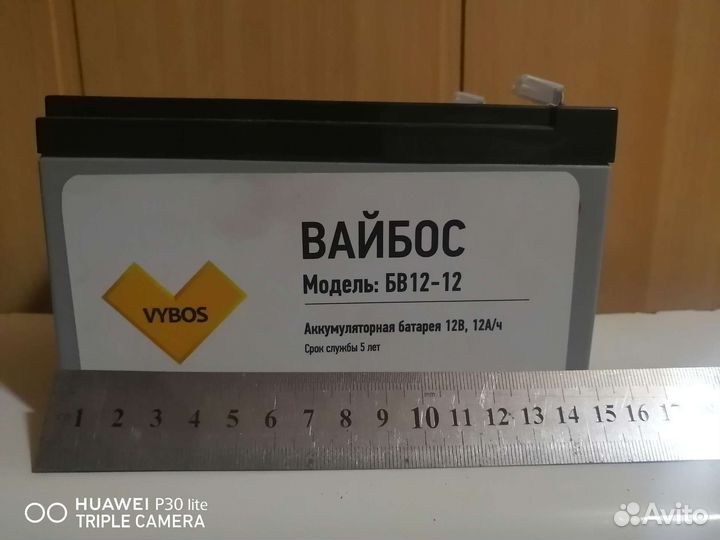 ВАЙБОС
Модель: БВ12-12
VYBOS
Аккумуляторная батарея 12В, 12А/ч
Срок службы 5 лет
1 2 3 4 5 6 7 8 9 10 11 12 13 14 15 16 17
HUAWEI P30 lite
TRIPLE CAMERA
Avito